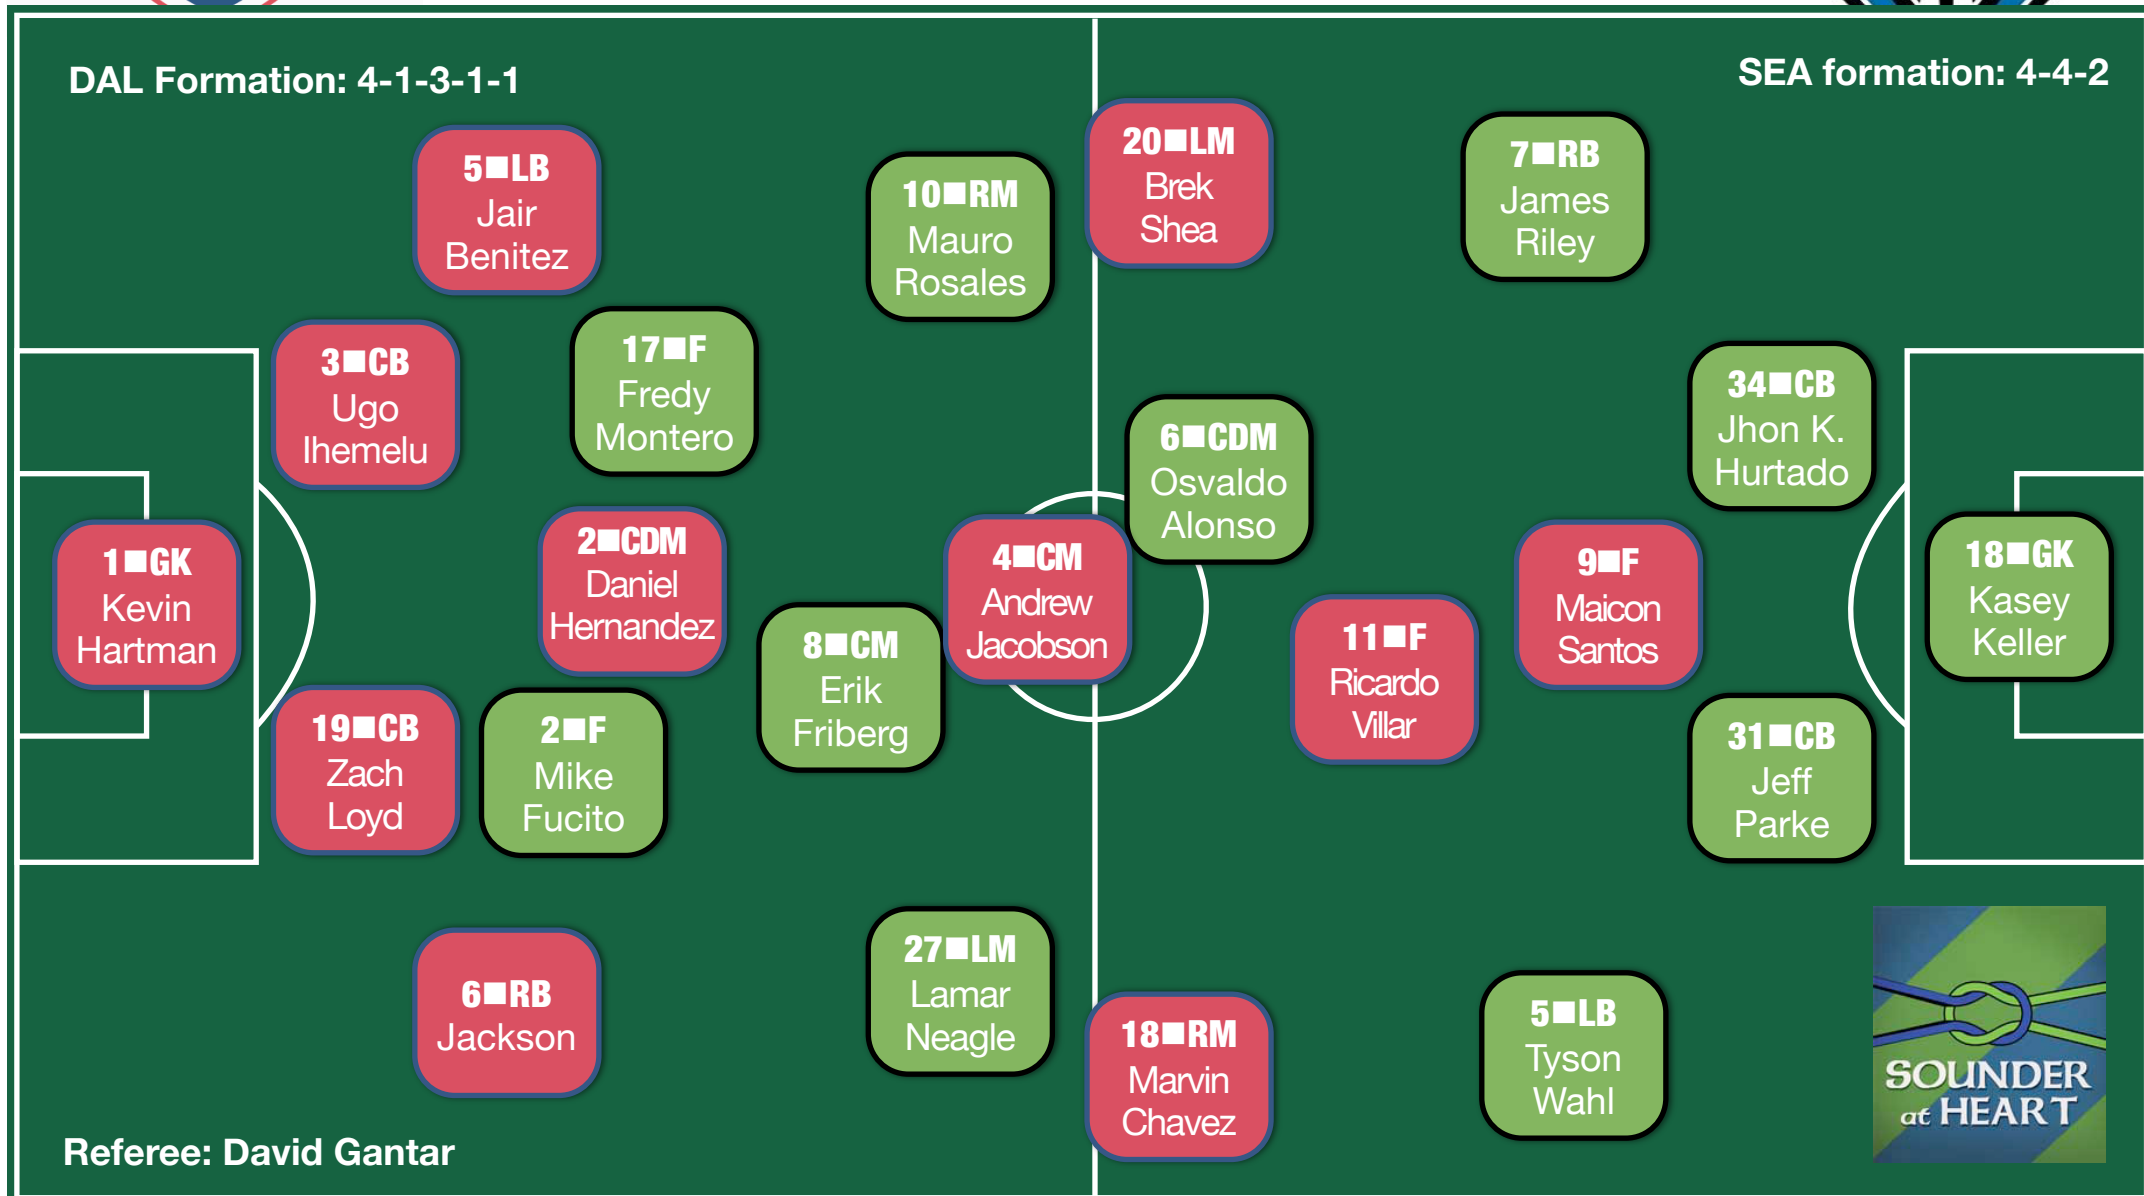 DAL Formation: 4-1-3-1-1
SEA formation: 4-4-2
5■LB
Jair
Benitez
10■RM
Mauro
Rosales
20■LM
Brek
Shea
7■RB
James
Riley
3■CB
Ugo
Ihemelu
17■F
Fredy
Montero
6■CDM
Osvaldo
Alonso
34■CB
Jhon K.
Hurtado
1■GK
Kevin
Hartman
2■CDM
Daniel
Hernandez
4■CM
Andrew
Jacobson
9■F
Maicon
Santos
18■GK
Kasey
Keller
19■CB
Zach
Loyd
2■F
Mike
Fucito
8■CM
Erik
Friberg
11■F
Ricardo
Villar
31■CB
Jeff
Parke
6■RB
Jackson
27■LM
Lamar
Neagle
18■RM
Marvin
Chavez
5■LB
Tyson
Wahl
SOUNDER
at HEART
Referee: David Gantar